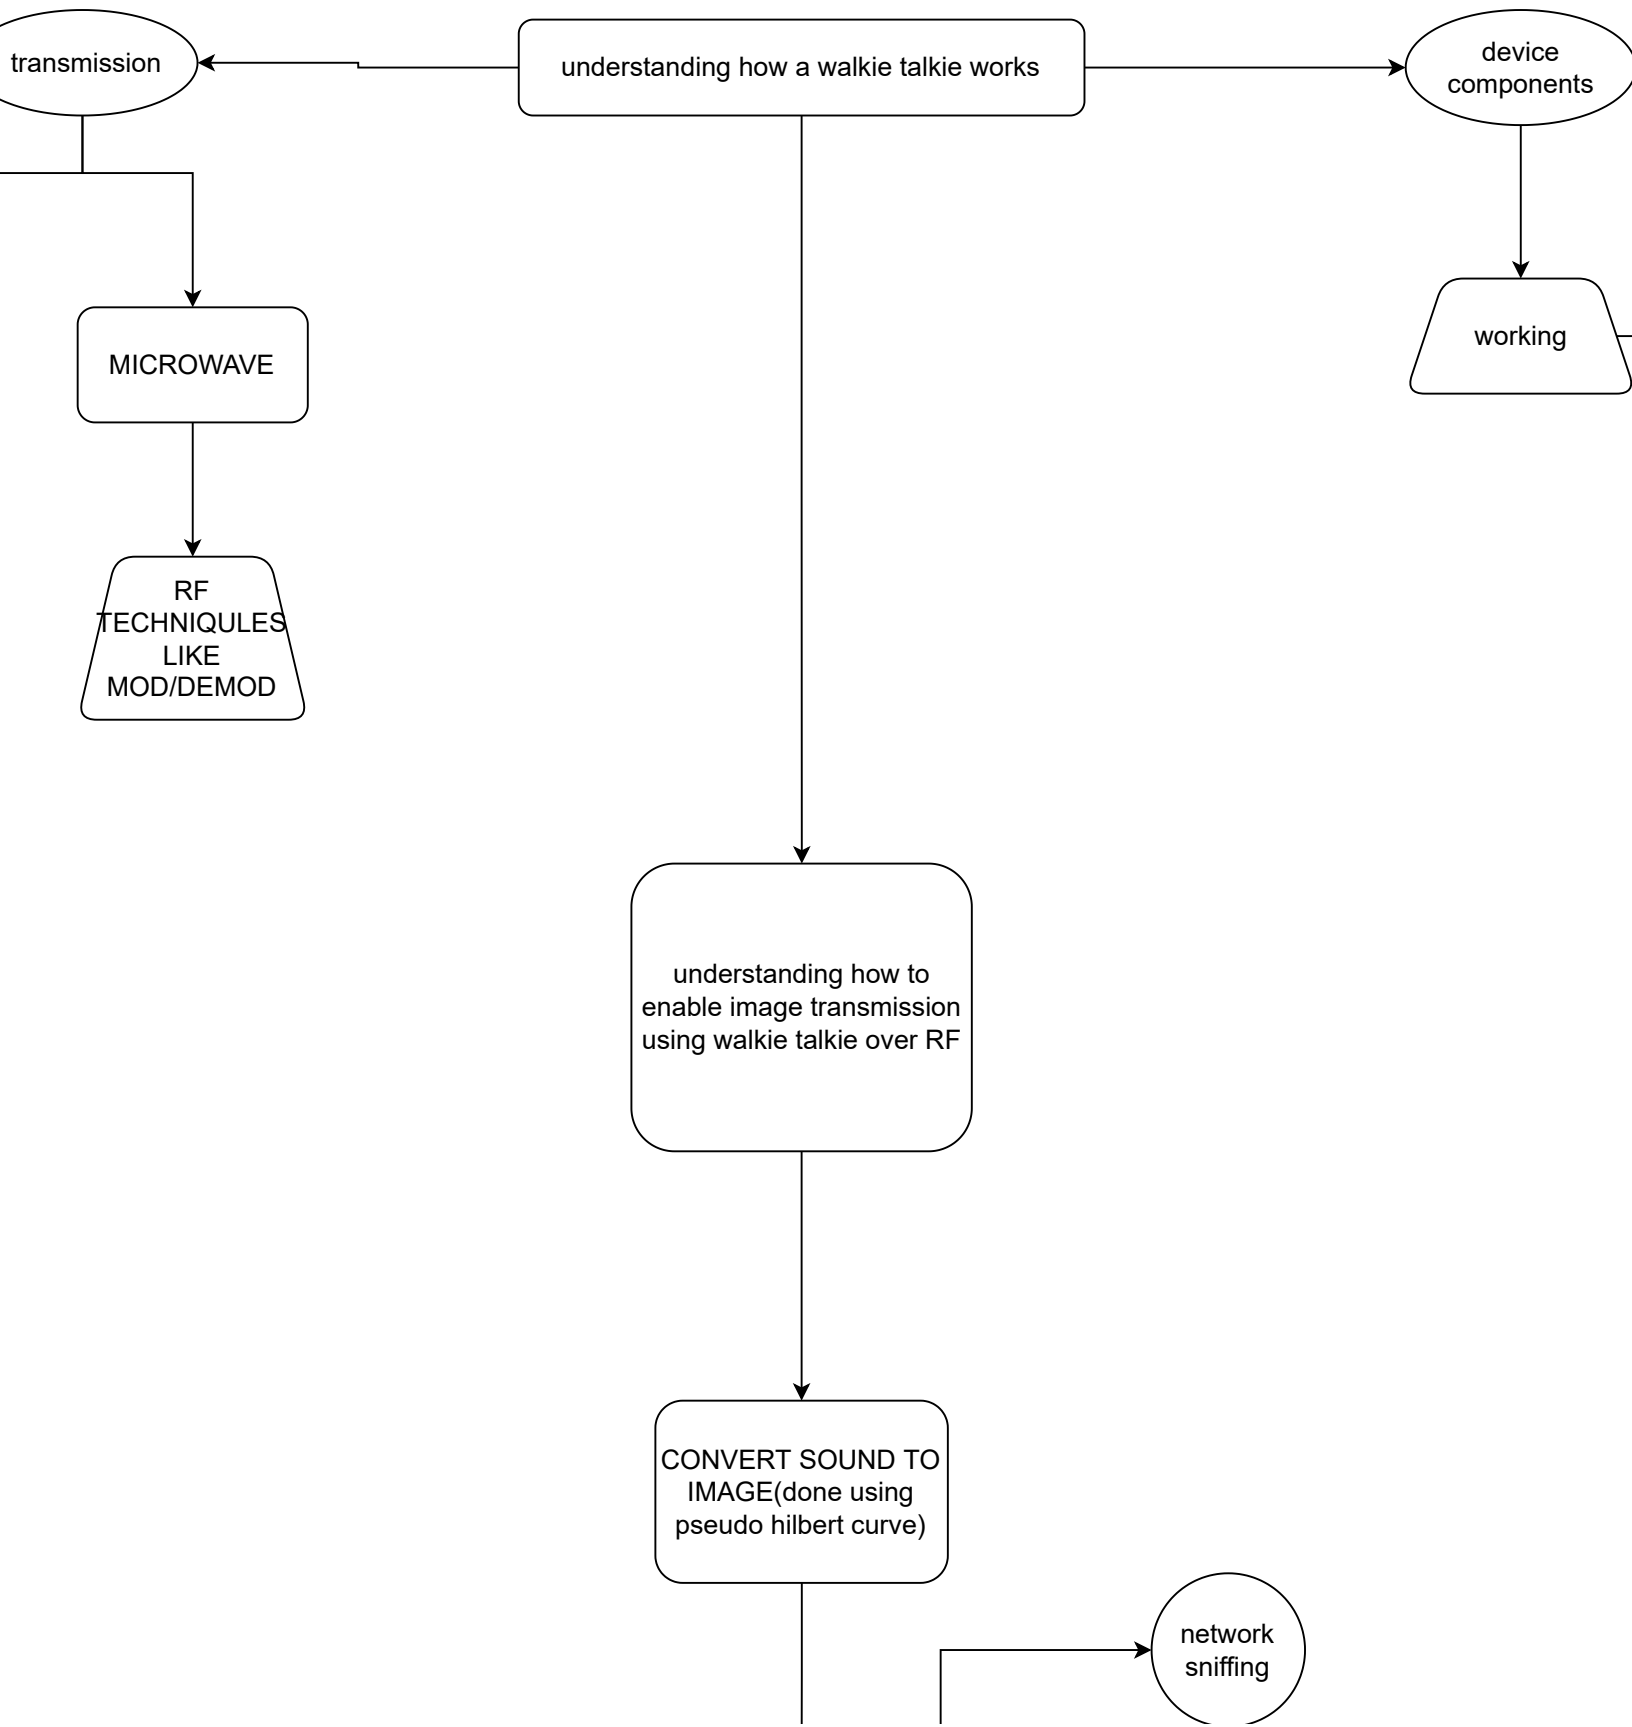 transmission
understanding how a walkie talkie works
device
components
working
MICROWAVE
RF
TECHNIQULES
LIKE
MOD/DEMOD
understanding how to
enable image transmission
using walkie talkie over RF
CONVERT SOUND TO
IMAGE(done using
pseudo hilbert curve)
network
sniffing